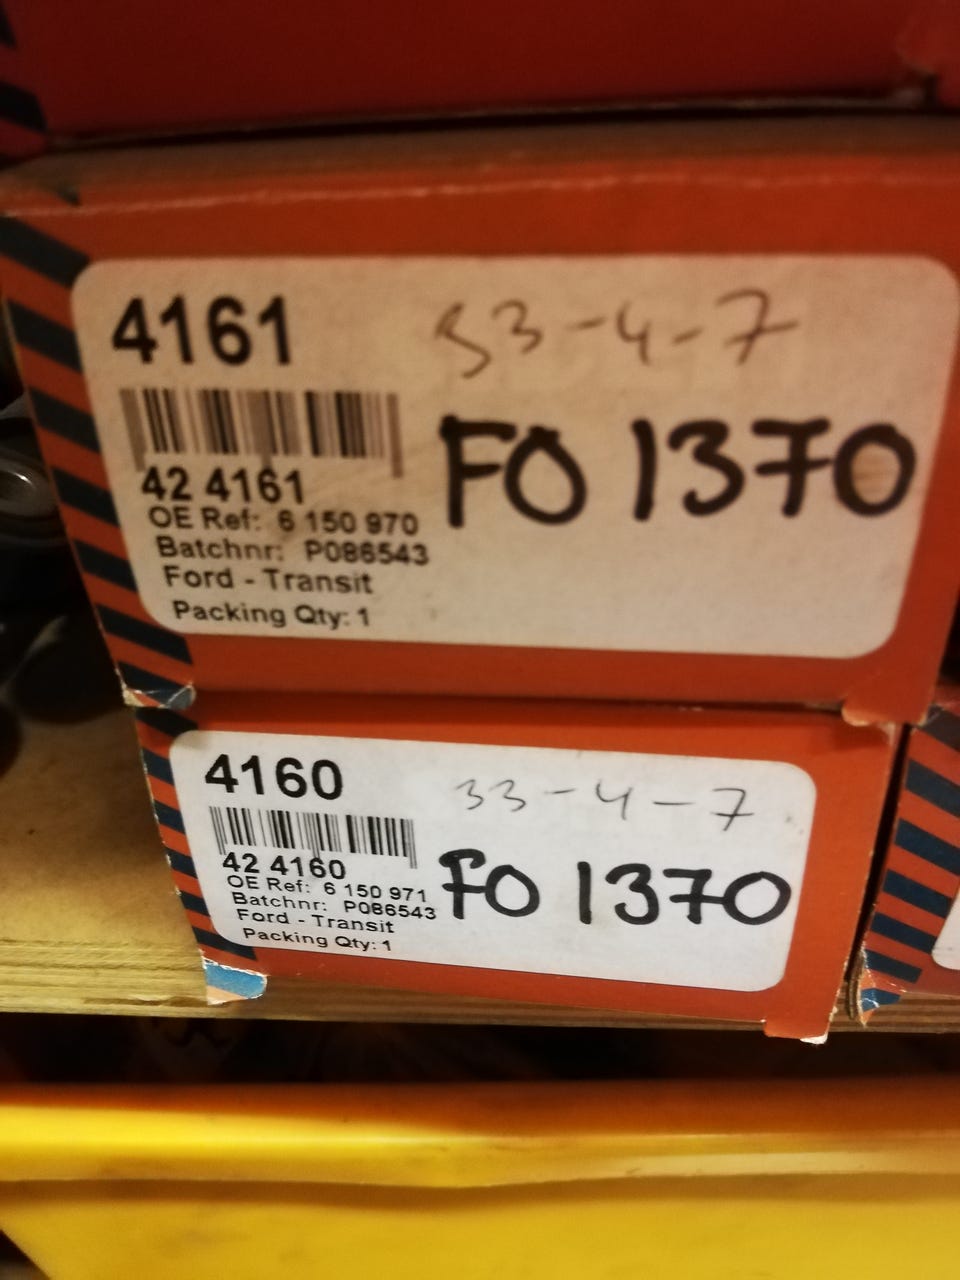 4161
33-4-7
FO 1370
42 4161
OE Ref: 6 150 970
Batchnr: P086543
Ford - Transit
Packing Qty: 1
4160
33-4-7
FO 1370
42 4160
OE Ref: 6 150 971
Batchnr: P086543
Ford - Transit
Packing Qty: 1